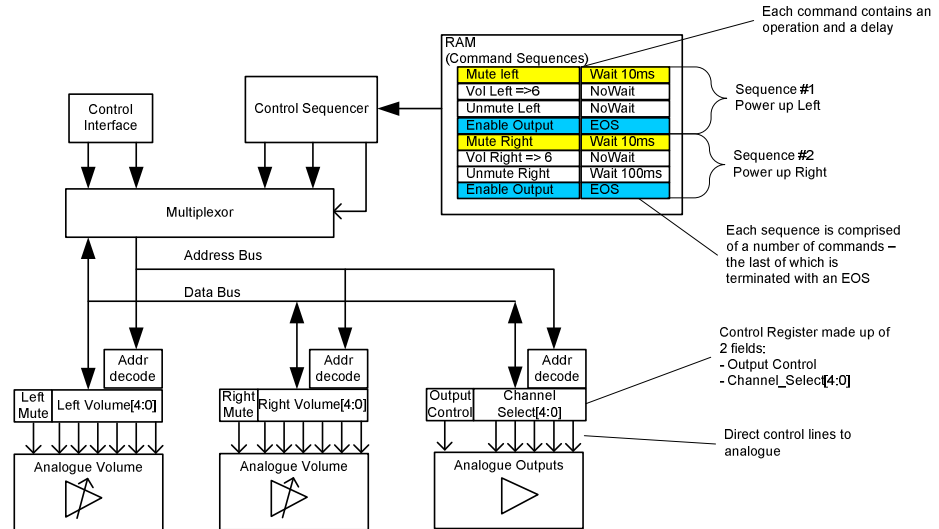 Each command contains an
operation and a delay
RAM
(Command Sequences)
Mute left Wait 10ms
Vol Left =>6 NoWait
Unmute Left NoWait
Enable Output EOS
Mute Right Wait 10ms
Vol Right => 6 NoWait
Unmute Right Wait 100ms
Enable Output EOS
Sequence #1
Power up Left
Sequence #2
Power up Right
Control
Interface
Control Sequencer
Multiplexor
Each sequence is comprised
of a number of commands –
the last of which is
terminated with an EOS
Address Bus
Data Bus
Addr
decode
Addr
decode
Addr
decode
Left
Mute
Left Volume[4:0]
Right
Mute
Right Volume[4:0]
Output
Control
Channel
Select[4:0]
Control Register made up of
2 fields:
- Output Control
- Channel_Select[4:0]
Direct control lines to
analogue
Analogue Volume
Analogue Volume
Analogue Outputs